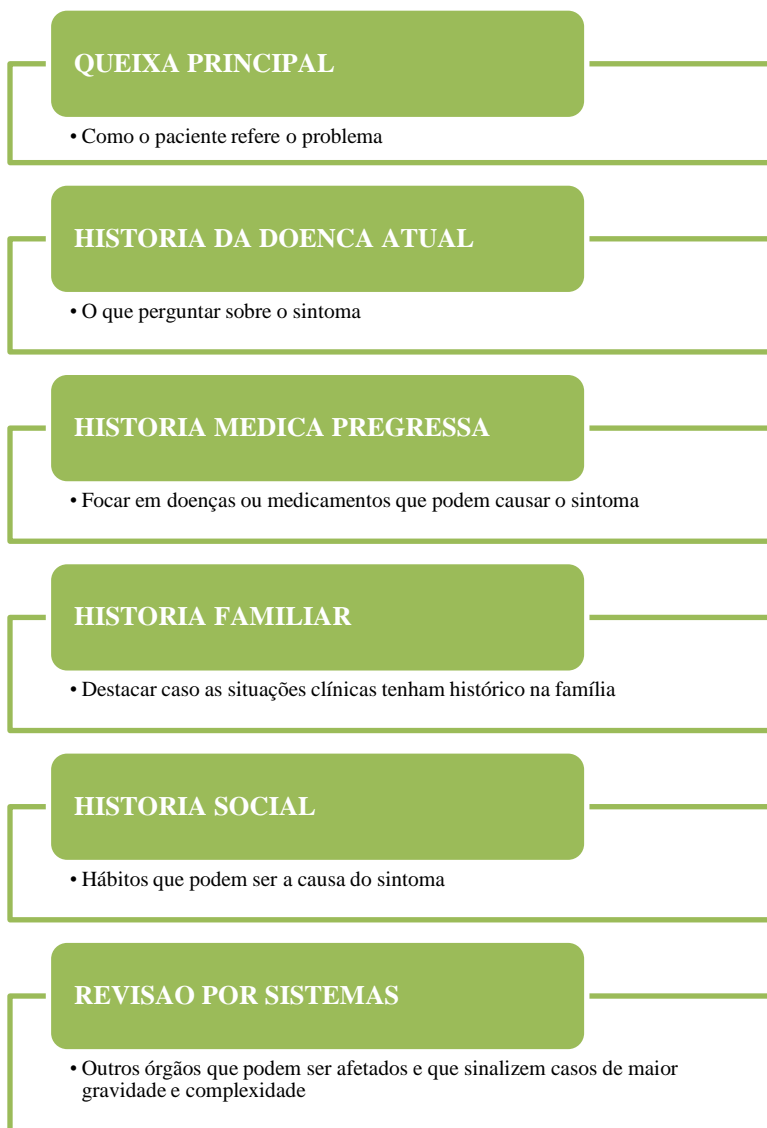 QUEIXA PRINCIPAL
• Como o paciente refere o problema
HISTORIA DA DOENCA ATUAL
• O que perguntar sobre o sintoma
HISTORIA MEDICA PREGRESSA
• Focar em doenças ou medicamentos que podem causar o sintoma
HISTORIA FAMILIAR
• Destacar caso as situações clínicas tenham histórico na família
HISTORIA SOCIAL
• Hábitos que podem ser a causa do sintoma
REVISAO POR SISTEMAS
• Outros órgãos que podem ser afetados e que sinalizem casos de maior
gravidade e complexidade